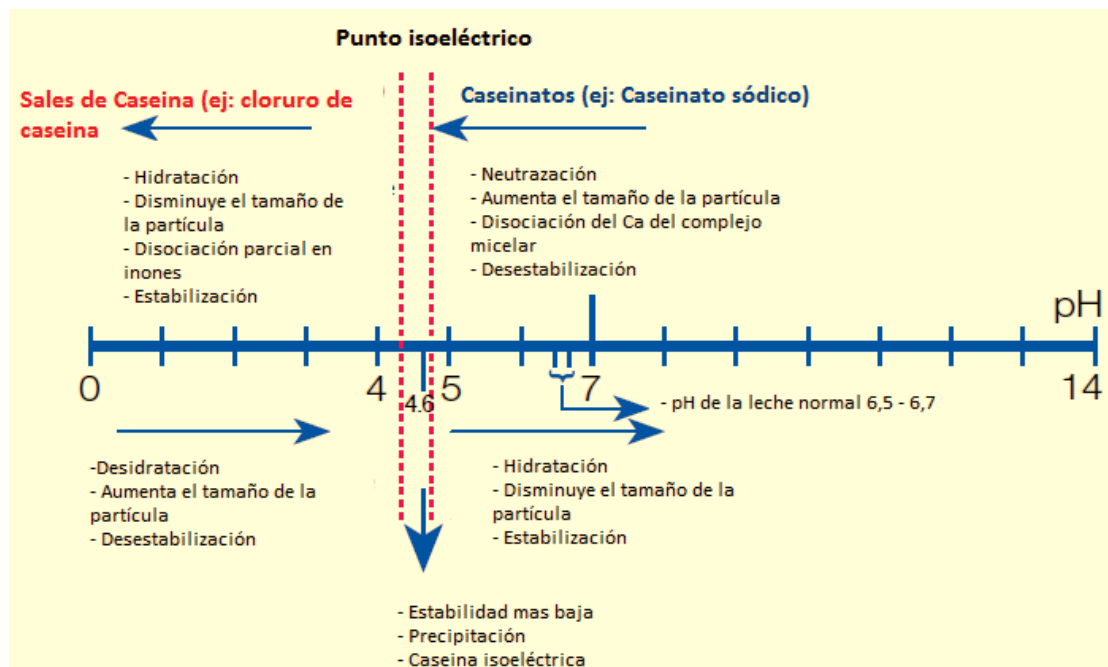 Punto isoeléctrico
Sales de Caseina (ej: cloruro de
caseina
Caseinatos (ej: Caseinato sódico)
- Hidratación
- Disminuye el tamaño de
la partícula
- Disociación parcial en
inones
- Estabilización
- Neutrazación
- Aumenta el tamaño de la partícula
- Disociación del Ca del complejo
micelar
- Desestabilización
pH
0
4
4.6
5
7
14
- pH de la leche normal 6,5 - 6,7
-Desidratación
- Aumenta el tamaño de la
partícula
- Desestabilización
- Hidratación
- Disminuye el tamaño de la
partícula
- Estabilización
- Estabilidad mas baja
- Precipitación
- Caseina isoeléctrica